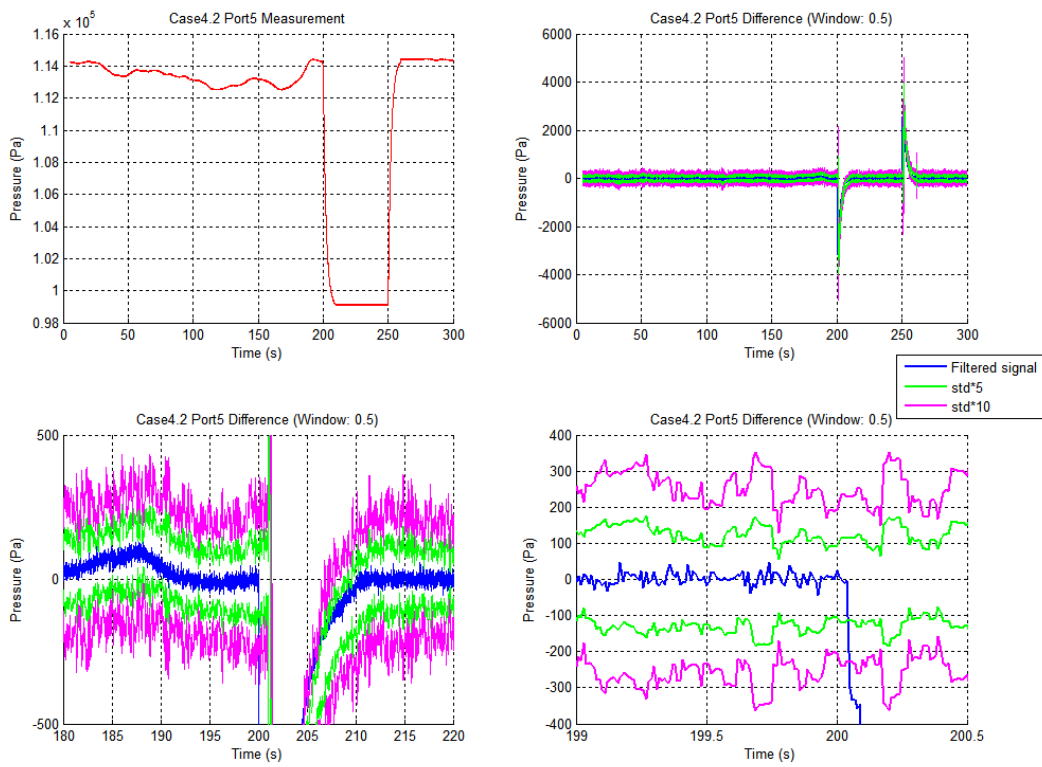 Case4.2 Port5 Measurement
x 10^5
1.16
1.14
1.12
1.1
1.08
1.06
1.04
1.02
1
0.98
Pressure (Pa)
0 50 100 150 200 250 300
Time (s)
Case4.2 Port5 Difference (Window: 0.5)
6000
4000
2000
0
-2000
-4000
-6000
Pressure (Pa)
0 50 100 150 200 250 300
Time (s)
Filtered signal
std*5
std*10
Case4.2 Port5 Difference (Window: 0.5)
500
0
-500
Pressure (Pa)
180 185 190 195 200 205 210 215 220
Time (s)
Case4.2 Port5 Difference (Window: 0.5)
400
300
200
100
0
-100
-200
-300
-400
Pressure (Pa)
199 199.5 200 200.5
Time (s)